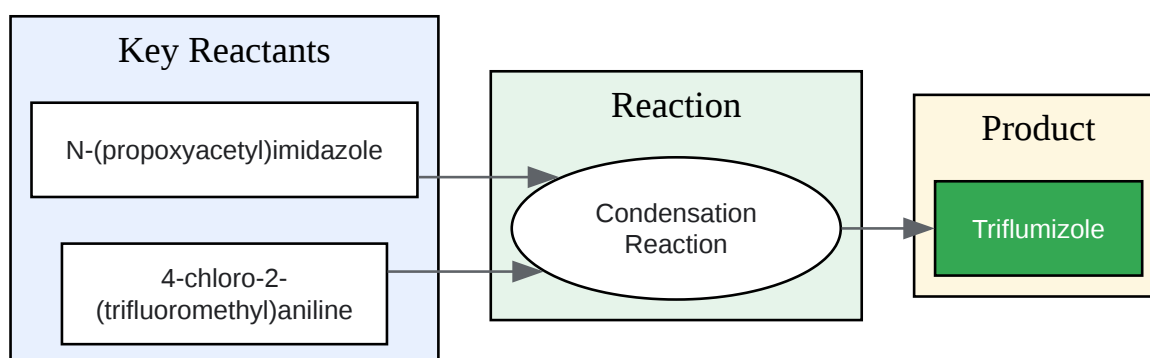 Key Reactants
N-(propoxyacetyl)imidazole
4-chloro-2-
(trifluoromethyl)aniline
Reaction
Condensation
Reaction
Product
Triflumizole